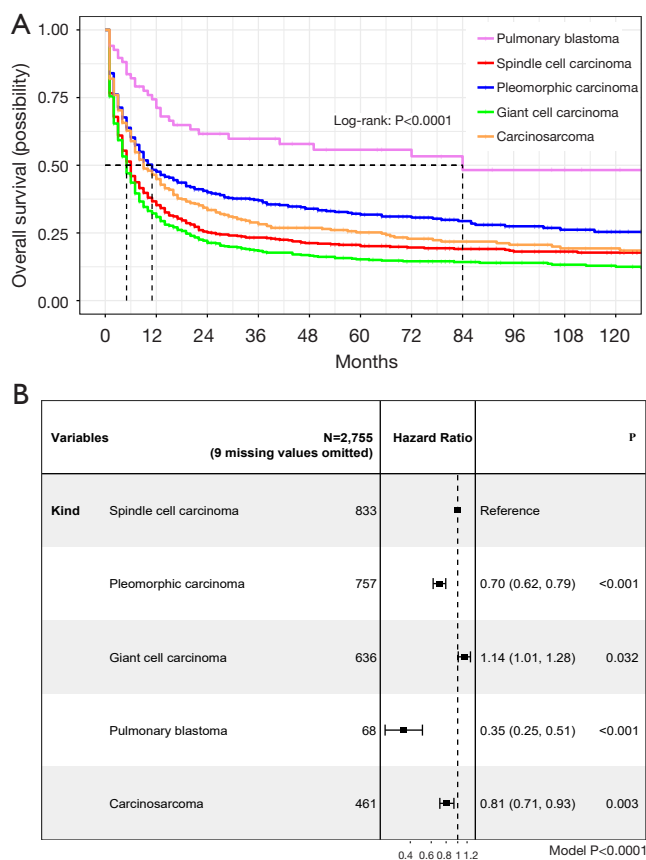 A
Overall survival (possibility)
1.00
0.75
0.50
0.25
0.00
Pulmonary blastoma
Spindle cell carcinoma
Pleomorphic carcinoma
Giant cell carcinoma
Carcinosarcoma
Log-rank: P<0.0001
0 12 24 36 48 60 72 84 96 108 120
Months
B
Variables N=2,755 Hazard Ratio P
(9 missing values omitted)
Kind Spindle cell carcinoma 833 Reference
Pleomorphic carcinoma 757 0.70 (0.62, 0.79) <0.001
Giant cell carcinoma 636 1.14 (1.01, 1.28) 0.032
Pulmonary blastoma 68 0.35 (0.25, 0.51) <0.001
Carcinosarcoma 461 0.81 (0.71, 0.93) 0.003
0.4 0.6 0.8 1 1.2 Model P<0.0001